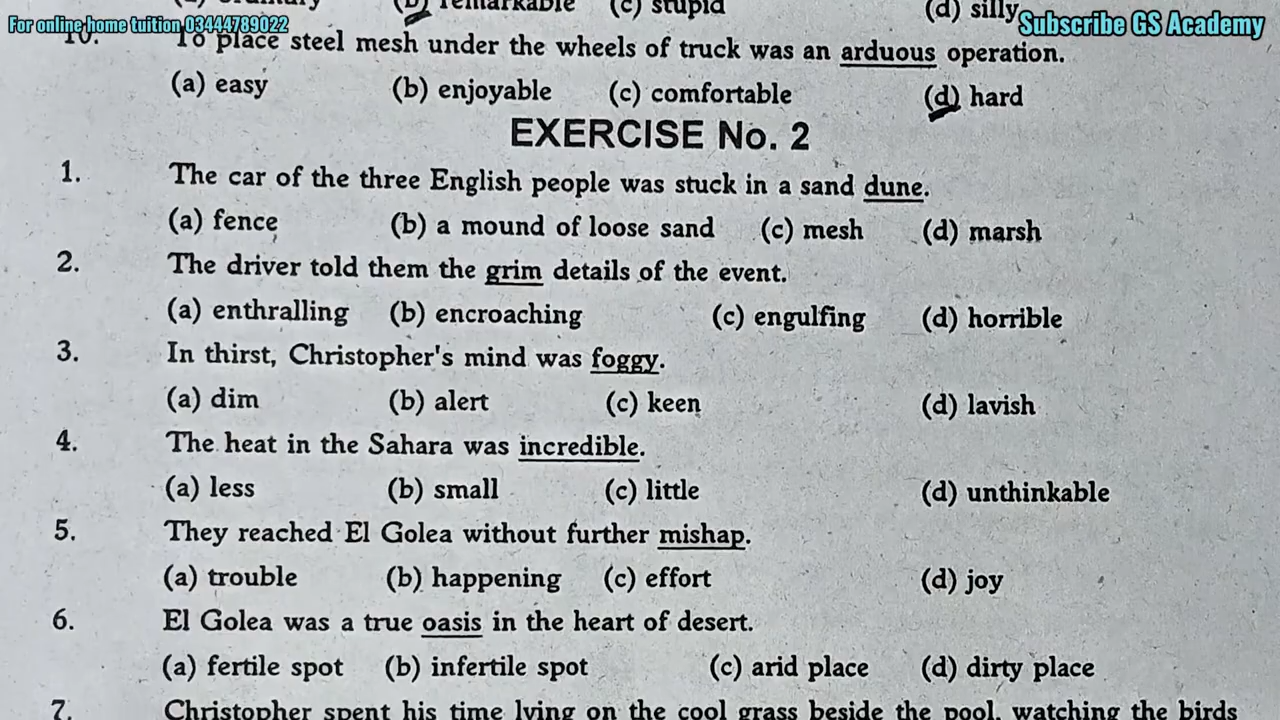 (b) remarkable (c) stupid (d) silly
For online home tuition 03444789022 Subscribe GS Academy
10. To place steel mesh under the wheels of truck was an arduous operation.
(a) easy (b) enjoyable (c) comfortable (d) hard
EXERCISE No. 2
1. The car of the three English people was stuck in a sand dune.
(a) fence (b) a mound of loose sand (c) mesh (d) marsh
2. The driver told them the grim details of the event.
(a) enthralling (b) encroaching (c) engulfing (d) horrible
3. In thirst, Christopher's mind was foggy.
(a) dim (b) alert (c) keen (d) lavish
4. The heat in the Sahara was incredible.
(a) less (b) small (c) little (d) unthinkable
5. They reached El Golea without further mishap.
(a) trouble (b) happening (c) effort (d) joy
6. El Golea was a true oasis in the heart of desert.
(a) fertile spot (b) infertile spot (c) arid place (d) dirty place
7. Christopher spent his time lying on the cool grass beside the pool, watching the birds